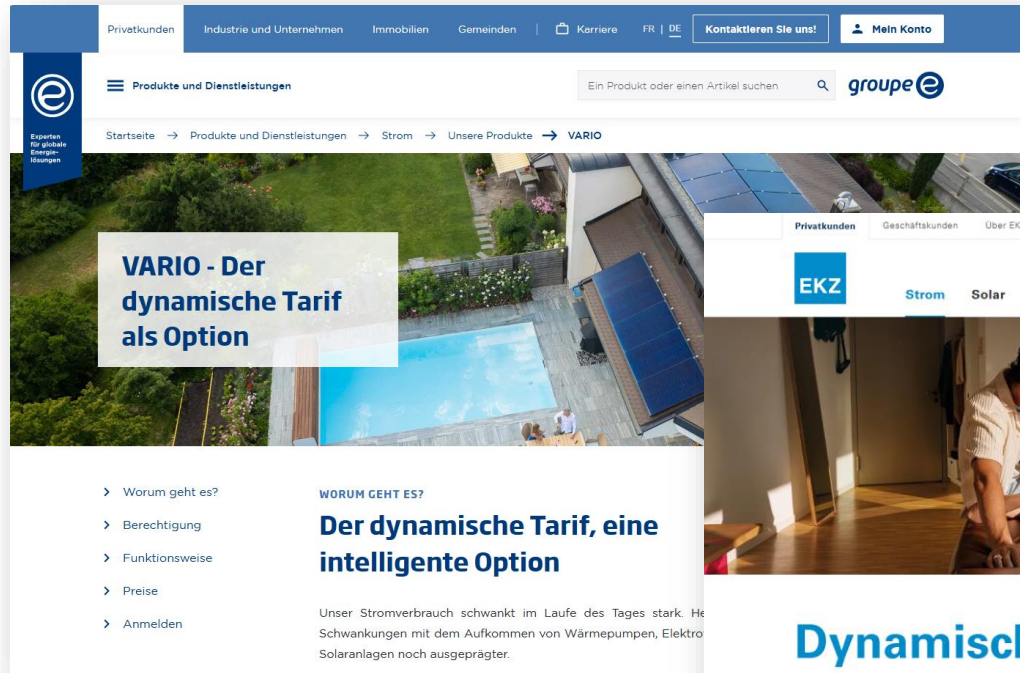 Privatkunden Industrie und Unternehmen Immobilien Gemeinden | Karriere FR | DE Kontaktieren Sie uns! Mein Konto
Experten
für globale
Energie-
lösungen
Produkte und Dienstleistungen Ein Produkt oder einen Artikel suchen groupe e
Startseite → Produkte und Dienstleistungen → Strom → Unsere Produkte → VARIO
VARIO - Der
dynamische Tarif
als Option
Worum geht es?
Berechtigung
Funktionsweise
Preise
Anmelden
WORUM GEHT ES?
Der dynamische Tarif, eine
intelligente Option
Unser Stromverbrauch schwankt im Laufe des Tages stark. He
Schwankungen mit dem Aufkommen von Wärmepumpen, Elektro
Solaranlagen noch ausgeprägter.
Privatkunden Geschäftskunden Über EK
EKZ
Strom Solar
Dynamisch